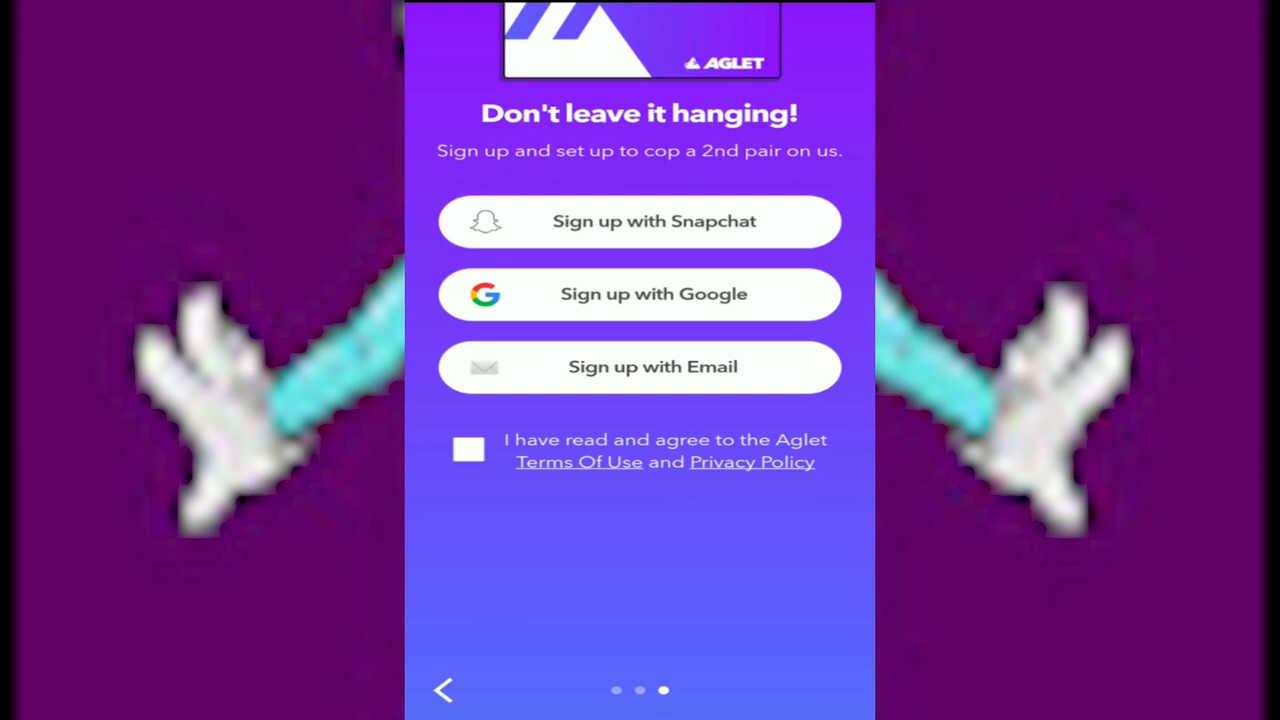 AGLET
Don't leave it hanging!
Sign up and set up to cop a 2nd pair on us.
Sign up with Snapchat
Sign up with Google
Sign up with Email
I have read and agree to the Aglet
Terms Of Use and Privacy Policy